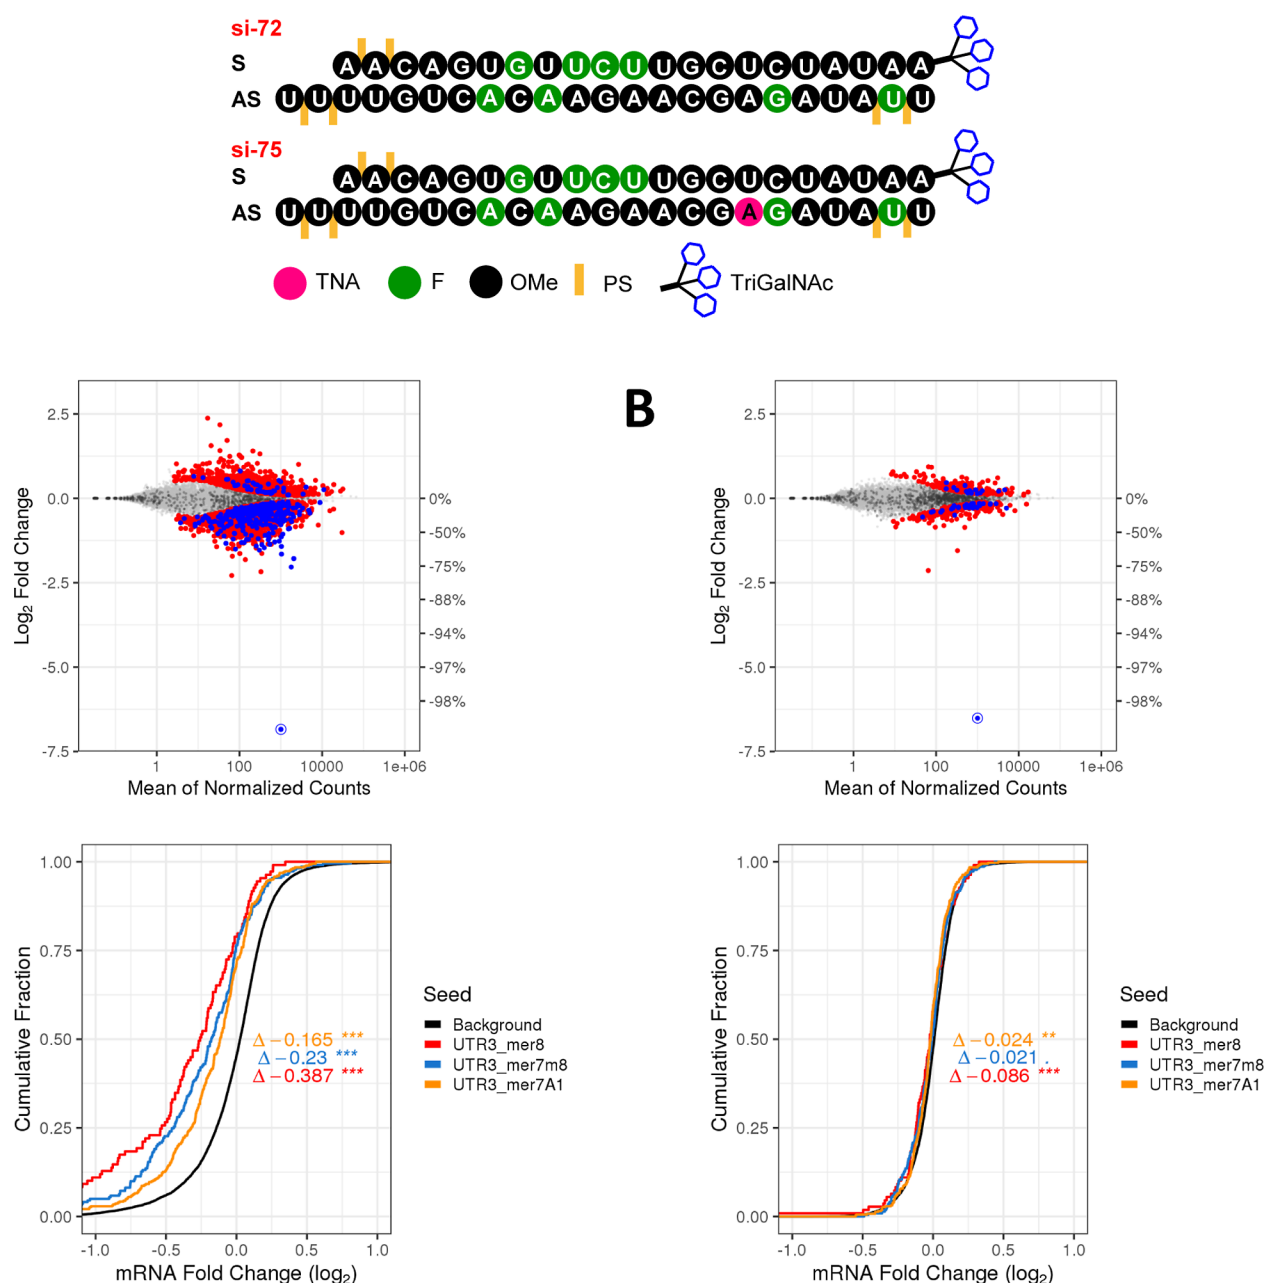 si-72
S AACAGUGUUCUUGCUCUAUAA
AS UUUUGUCACAAGAACGAGAUAUU
si-75
S AACAGUGUUCUUGCUCUAUAA
AS UUUUGUCACAAGAACGAGAUAUU
TNA F OMe PS TriGalNAc
B
Log2 Fold Change
2.5
0.0
-2.5
-5.0
-7.5
0%
-50%
-75%
-88%
-94%
-97%
-98%
1 100 10000 1e+06
Mean of Normalized Counts
Log2 Fold Change
2.5
0.0
-2.5
-5.0
-7.5
0%
-50%
-75%
-88%
-94%
-97%
-98%
1 100 10000 1e+06
Mean of Normalized Counts
Cumulative Fraction
1.00
0.75
0.50
0.25
0.00
Δ −0.165 ***
Δ −0.23 ***
Δ −0.387 ***
-1.0 -0.5 0.0 0.5 1.0
mRNA Fold Change (log2)
Seed
Background
UTR3_mer8
UTR3_mer7m8
UTR3_mer7A1
Cumulative Fraction
1.00
0.75
0.50
0.25
0.00
Δ −0.024 **
Δ −0.021 .
Δ −0.086 ***
-1.0 -0.5 0.0 0.5 1.0
mRNA Fold Change (log2)
Seed
Background
UTR3_mer8
UTR3_mer7m8
UTR3_mer7A1